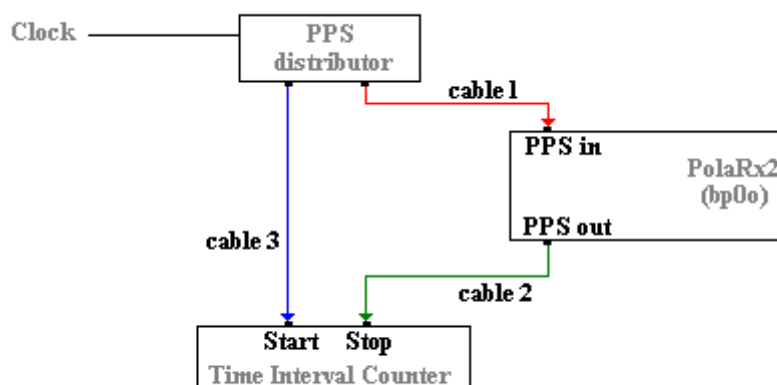 Clock
PPS
distributor
cable 1
PPS in
PolaRx2
(bp0o)
PPS out
cable 3
cable 2
Start
Stop
Time Interval Counter